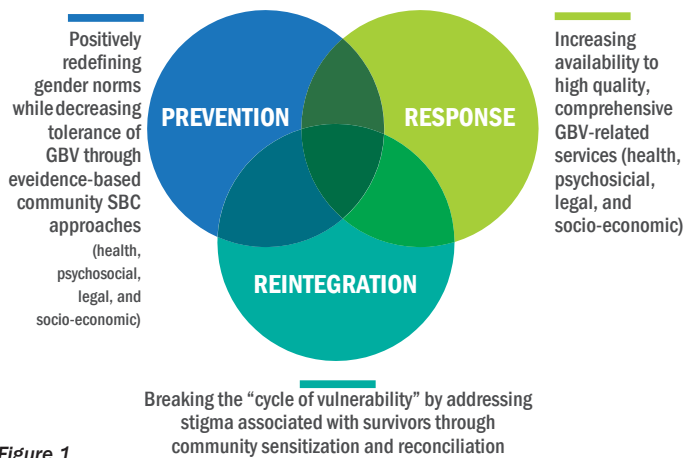 Positively
redefining
gender norms
while decreasing
tolerance of
GBV through
eveidence-based
community SBC
approaches
(health,
psychosocial,
legal, and
socio-economic)
PREVENTION
RESPONSE
REINTEGRATION
Increasing
availability to
high quality,
comprehensive
GBV-related
services (health,
psychosicial,
legal, and
socio-economic)
Breaking the “cycle of vulnerability” by addressing
stigma associated with survivors through
community sensitization and reconciliation
Figure 1